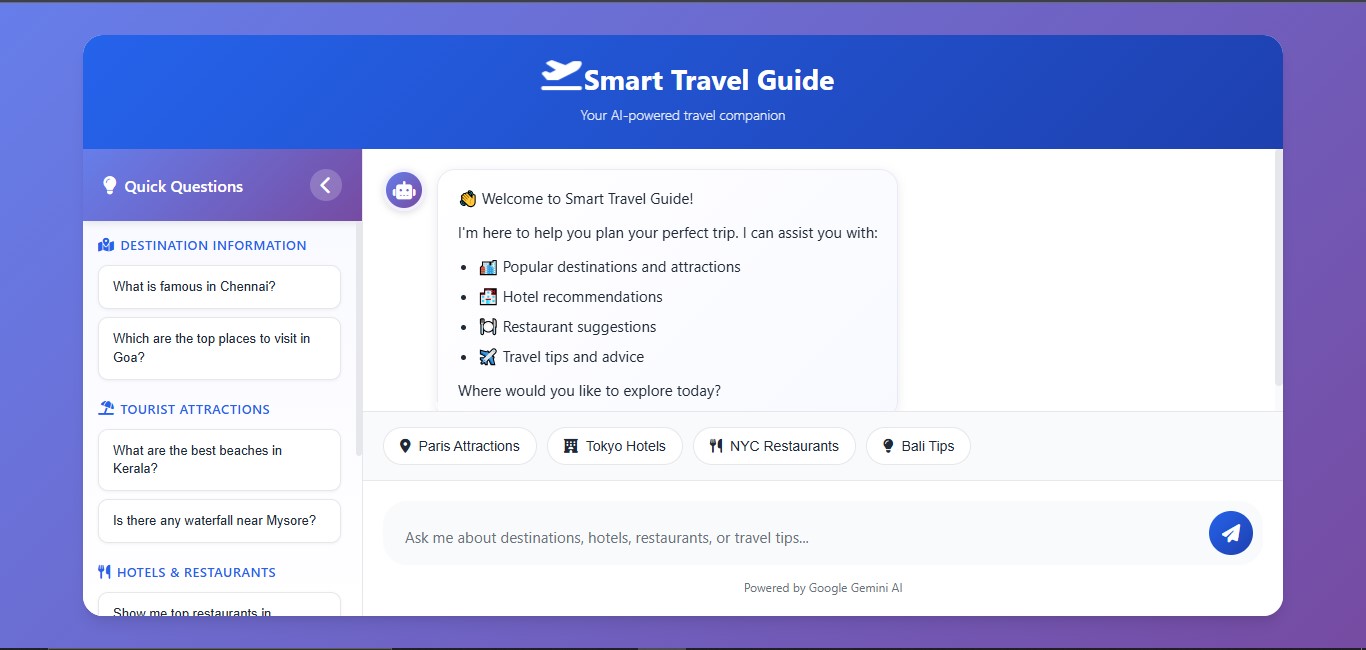 Smart Travel Guide
Your AI-powered travel companion
Quick Questions
DESTINATION INFORMATION
What is famous in Chennai?
Which are the top places to visit in
Goa?
TOURIST ATTRACTIONS
What are the best beaches in
Kerala?
Is there any waterfall near Mysore?
HOTELS & RESTAURANTS
Show me top restaurants in
👋 Welcome to Smart Travel Guide!
I'm here to help you plan your perfect trip. I can assist you with:
Popular destinations and attractions
Hotel recommendations
Restaurant suggestions
Travel tips and advice
Where would you like to explore today?
Paris Attractions
Tokyo Hotels
NYC Restaurants
Bali Tips
Ask me about destinations, hotels, restaurants, or travel tips...
Powered by Google Gemini AI